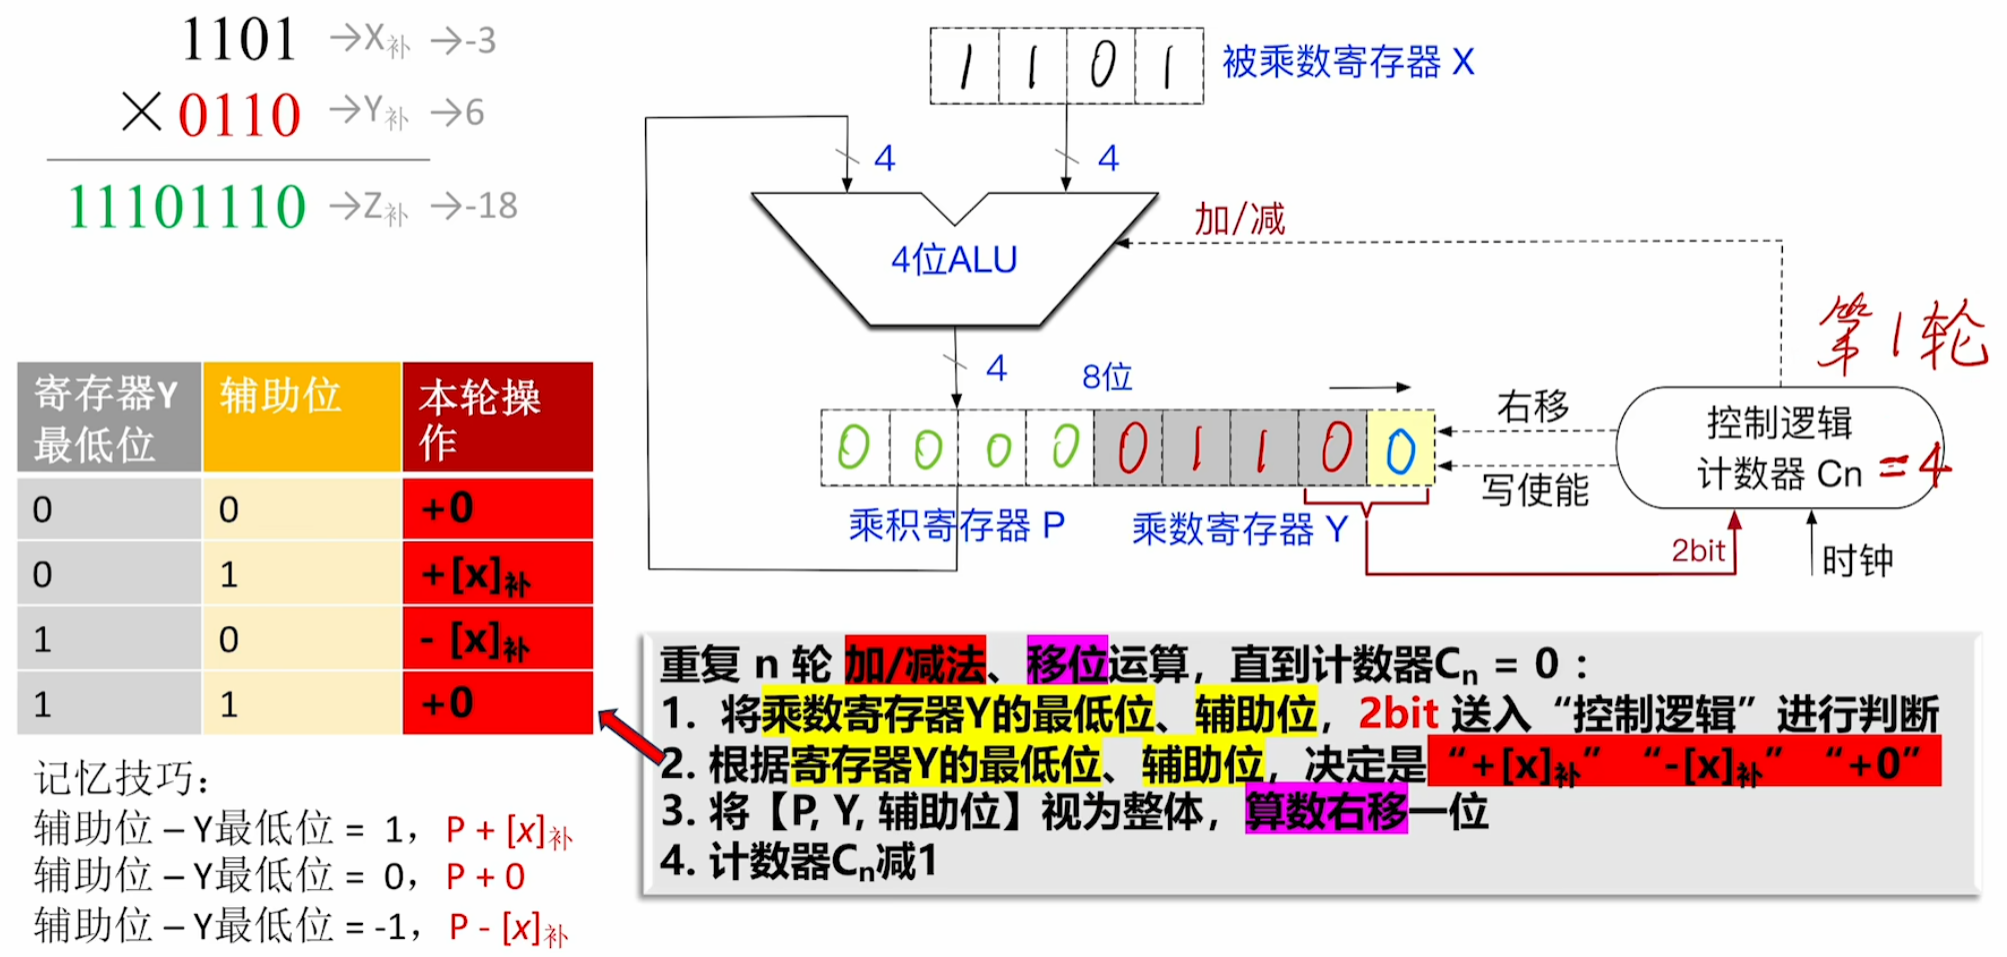 1101 →X补 →-3
×0110 →Y补 →6
11101110 →Z补 →-18
1 1 0 1 被乘数寄存器 X
4 4
加/减
4位ALU
第1轮
4 8位
0 0 0 0 0 1 1 0 0
右移
写使能
控制逻辑
计数器 Cn =4
乘积寄存器 P 乘数寄存器 Y
2bit
时钟
寄存器Y最低位 辅助位 本轮操作
0 0 +0
0 1 +[x]补
1 0 - [x]补
1 1 +0
记忆技巧：
辅助位 – Y最低位 = 1，P + [x]补
辅助位 – Y最低位 = 0，P + 0
辅助位 – Y最低位 = -1，P - [x]补
重复 n 轮 加/减法、移位运算，直到计数器Cn = 0：
1. 将乘数寄存器Y的最低位、辅助位，2bit 送入“控制逻辑”进行判断
2. 根据寄存器Y的最低位、辅助位，决定是“+[x]补” “-[x]补” “+0”
3. 将【P, Y, 辅助位】视为整体，算数右移一位
4. 计数器Cn减1